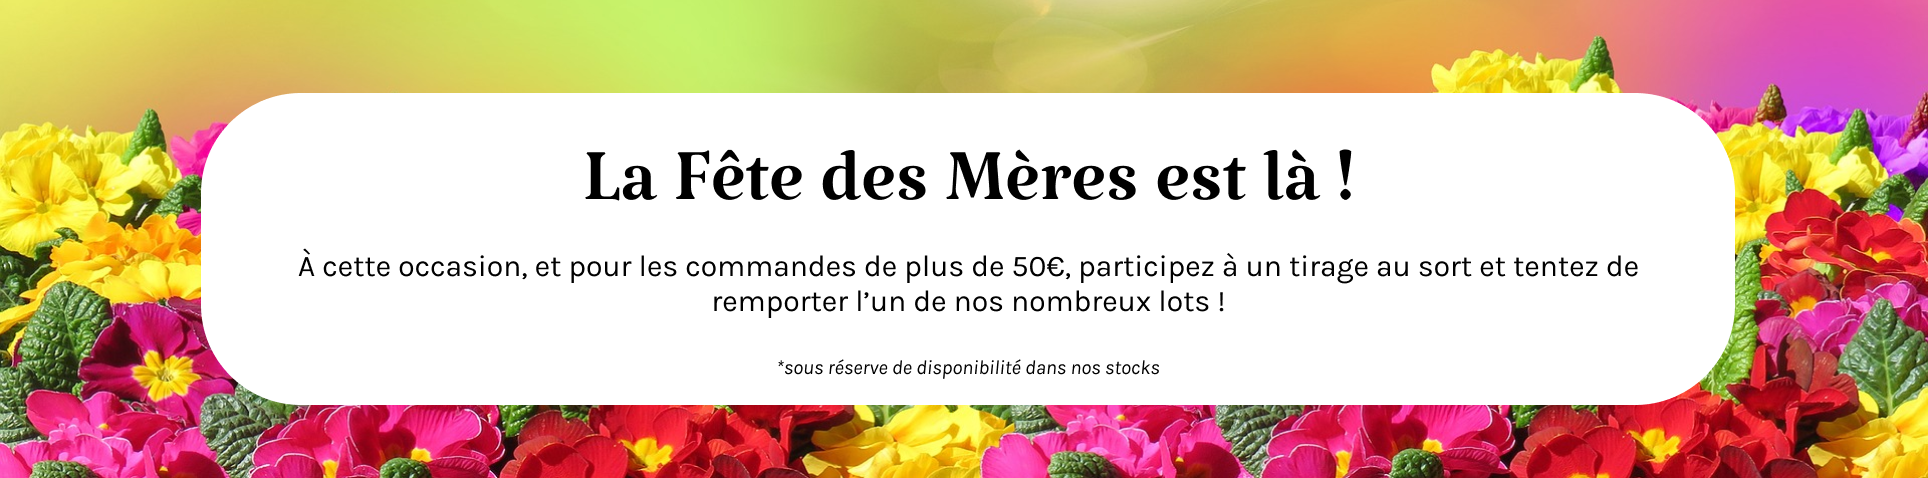 La Fête des Mères est là !
À cette occasion, et pour les commandes de plus de 50€, participez à un tirage au sort et tentez de
remporter l’un de nos nombreux lots !
*sous réserve de disponibilité dans nos stocks